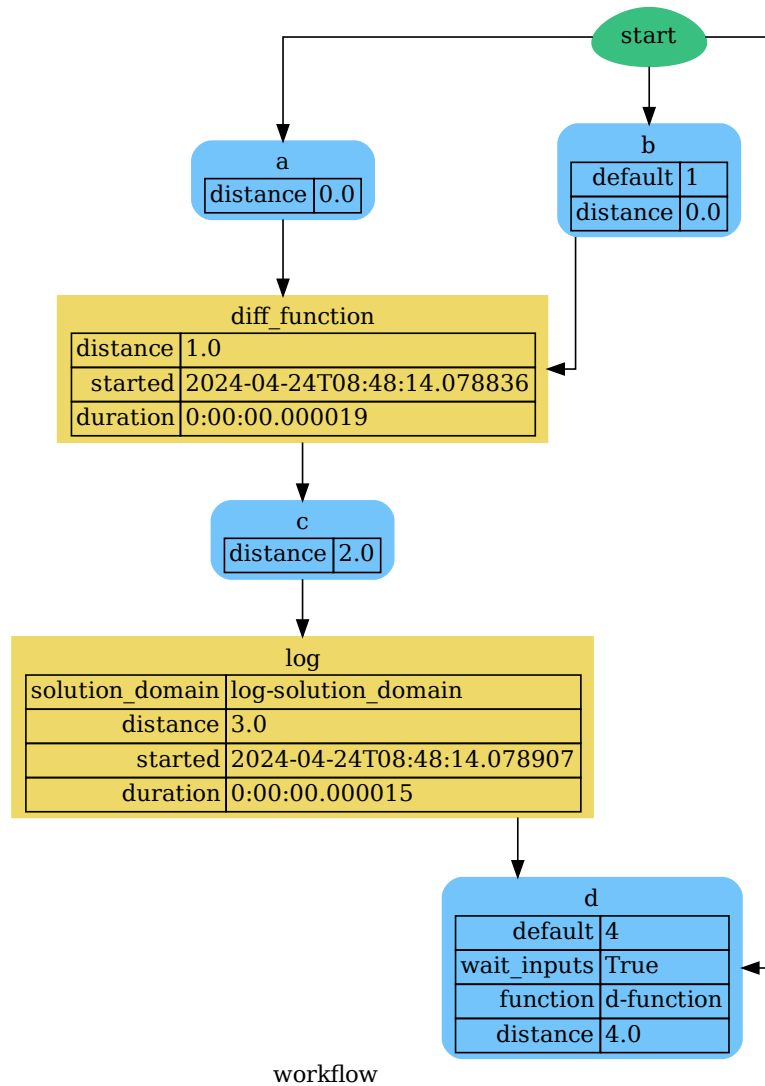 start
a
distance 0.0
b
default 1
distance 0.0
diff_function
distance 1.0
started 2024-04-24T08:48:14.078836
duration 0:00:00.000019
c
distance 2.0
log
solution_domain log-solution_domain
distance 3.0
started 2024-04-24T08:48:14.078907
duration 0:00:00.000015
d
default 4
wait_inputs True
function d-function
distance 4.0
workflow